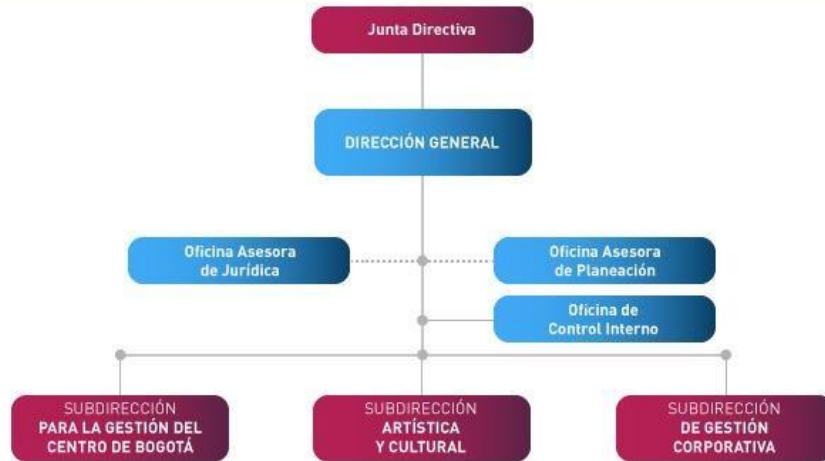 Junta Directiva
DIRECCIÓN GENERAL
Oficina Asesora
de Jurídica
Oficina Asesora
de Planeación
Oficina de
Control Interno
SUBDIRECCIÓN
PARA LA GESTIÓN DEL
CENTRO DE BOGOTÁ
SUBDIRECCIÓN
ARTÍSTICA
Y CULTURAL
SUBDIRECCIÓN
DE GESTIÓN
CORPORATIVA